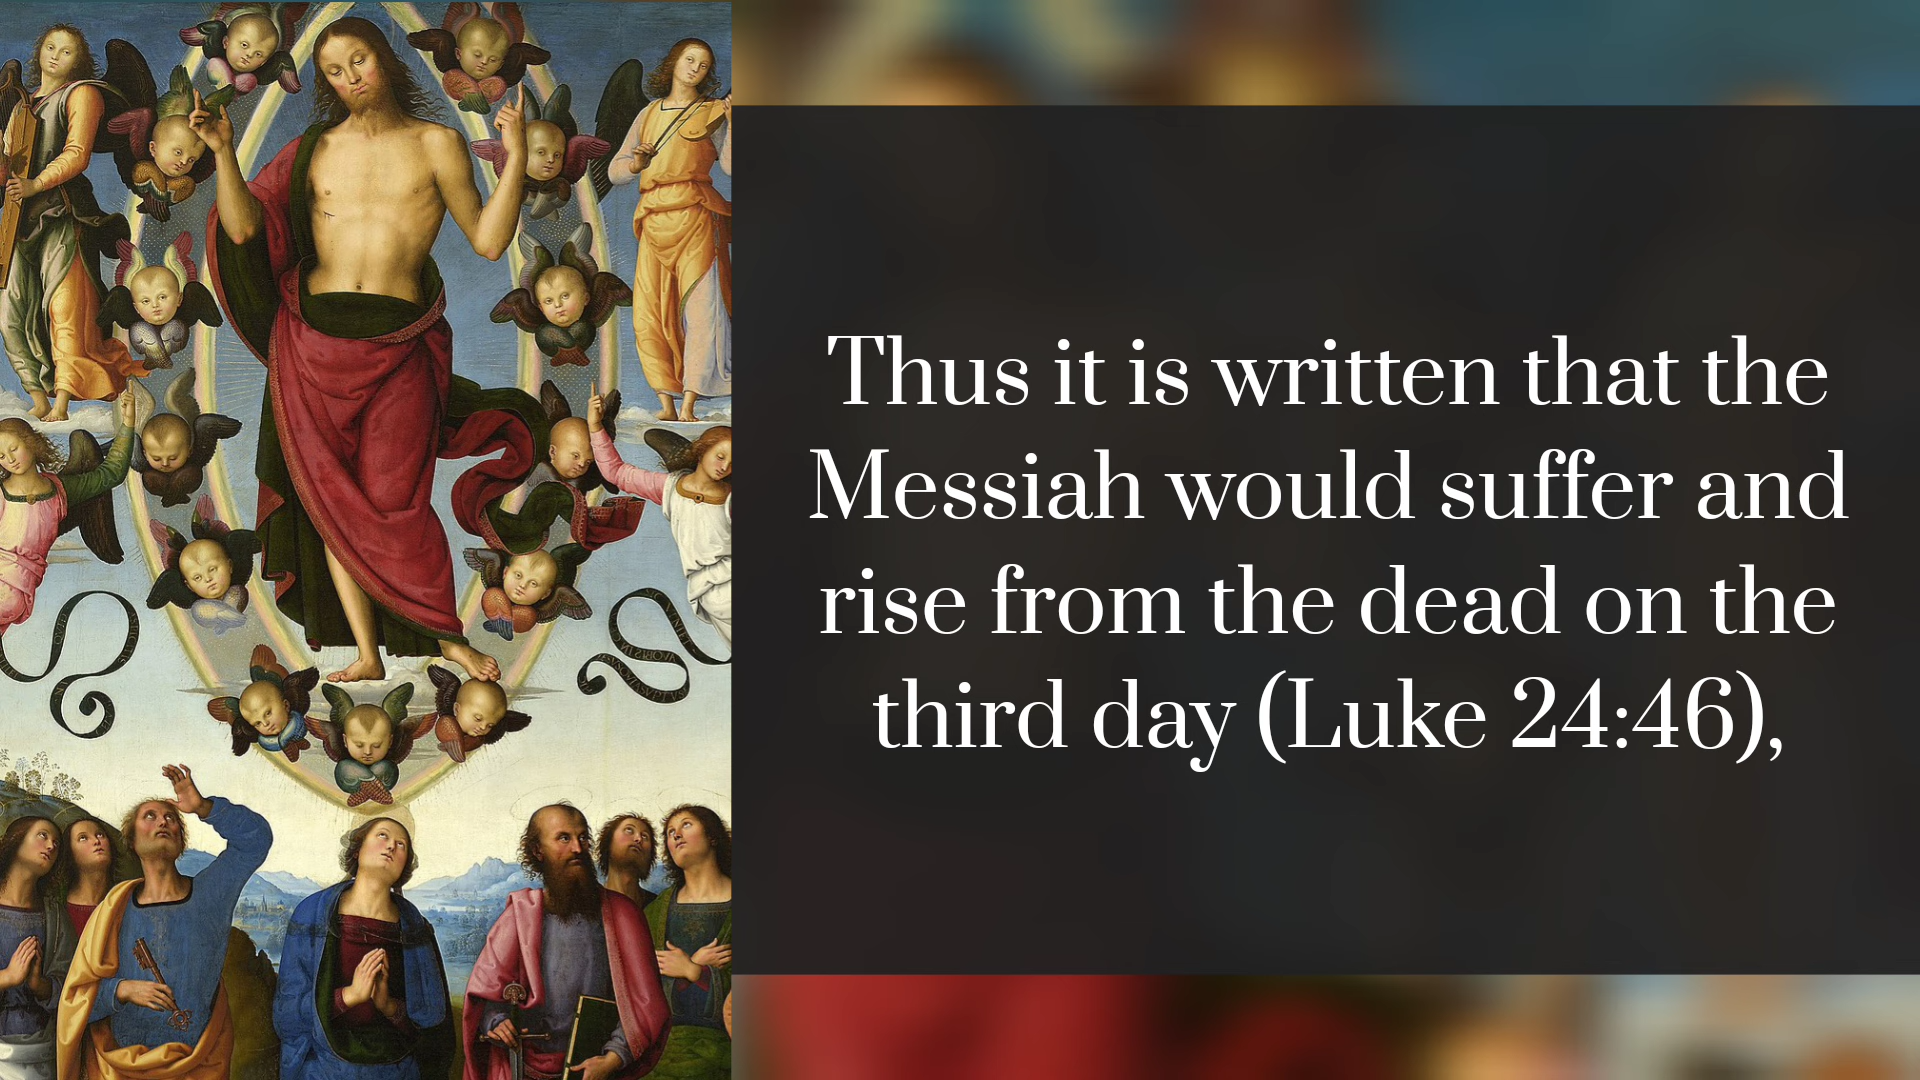 Thus it is written that the
Messiah would suffer and
rise from the dead on the
third day (Luke 24:46),